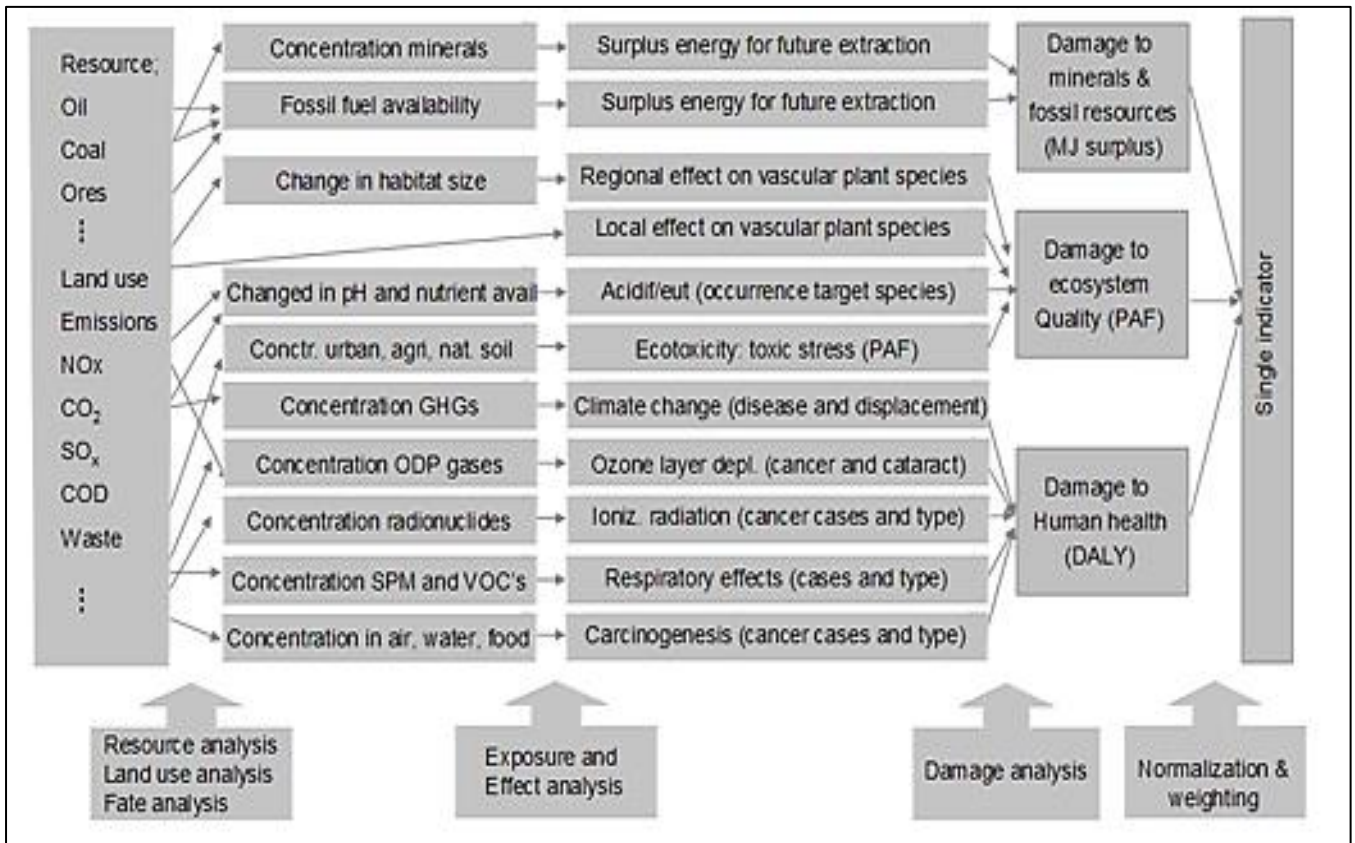 Resource;
Oil
Coal
Ores
⋮
Land use
Emissions
NOx
CO₂
SOₓ
COD
Waste
⋮
Concentration minerals
Fossil fuel availability
Change in habitat size
Changed in pH and nutrient avail
Conctr. urban, agri, nat. soil
Concentration GHGs
Concentration ODP gases
Concentration radionuclides
Concentration SPM and VOC's
Concentration in air, water, food
Surplus energy for future extraction
Surplus energy for future extraction
Regional effect on vascular plant species
Local effect on vascular plant species
Acidif/eut (occurrence target species)
Ecotoxicity: toxic stress (PAF)
Climate change (disease and displacement)
Ozone layer depl. (cancer and cataract)
Ioniz. radiation (cancer cases and type)
Respiratory effects (cases and type)
Carcinogenesis (cancer cases and type)
Damage to
minerals &
fossil resources
(MJ surplus)
Damage to
ecosystem
Quality (PAF)
Damage to
Human health
(DALY)
Single indicator
Resource analysis
Land use analysis
Fate analysis
Exposure and
Effect analysis
Damage analysis
Normalization &
weighting